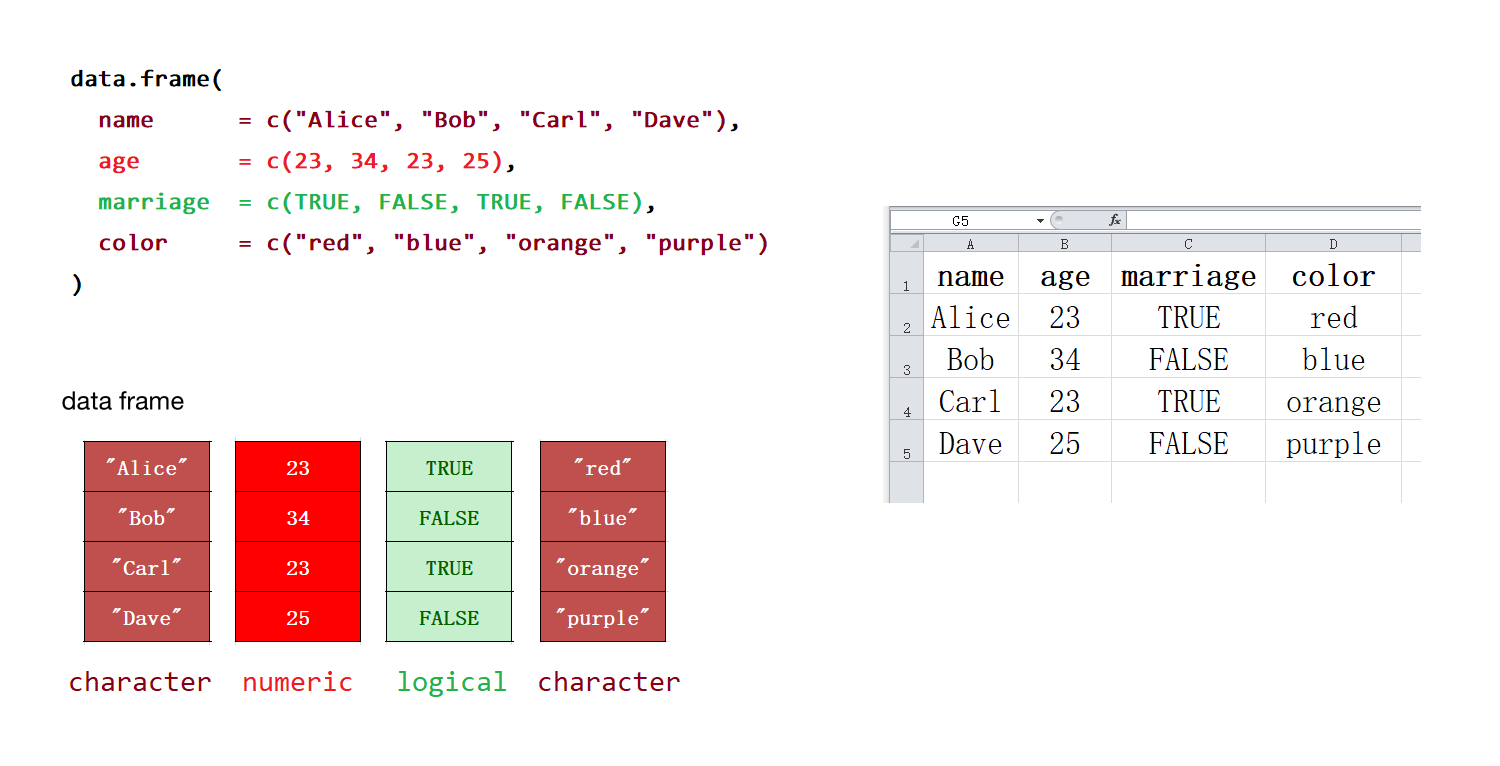 data.frame(
  name      = c("Alice", "Bob", "Carl", "Dave"),
  age       = c(23, 34, 23, 25),
  marriage  = c(TRUE, FALSE, TRUE, FALSE),
  color     = c("red", "blue", "orange", "purple")
)
data frame
"Alice" 23 TRUE "red"
"Bob" 34 FALSE "blue"
"Carl" 23 TRUE "orange"
"Dave" 25 FALSE "purple"
character numeric logical character
G5 fx
A B C D
1 name age marriage color
2 Alice 23 TRUE red
3 Bob 34 FALSE blue
4 Carl 23 TRUE orange
5 Dave 25 FALSE purple